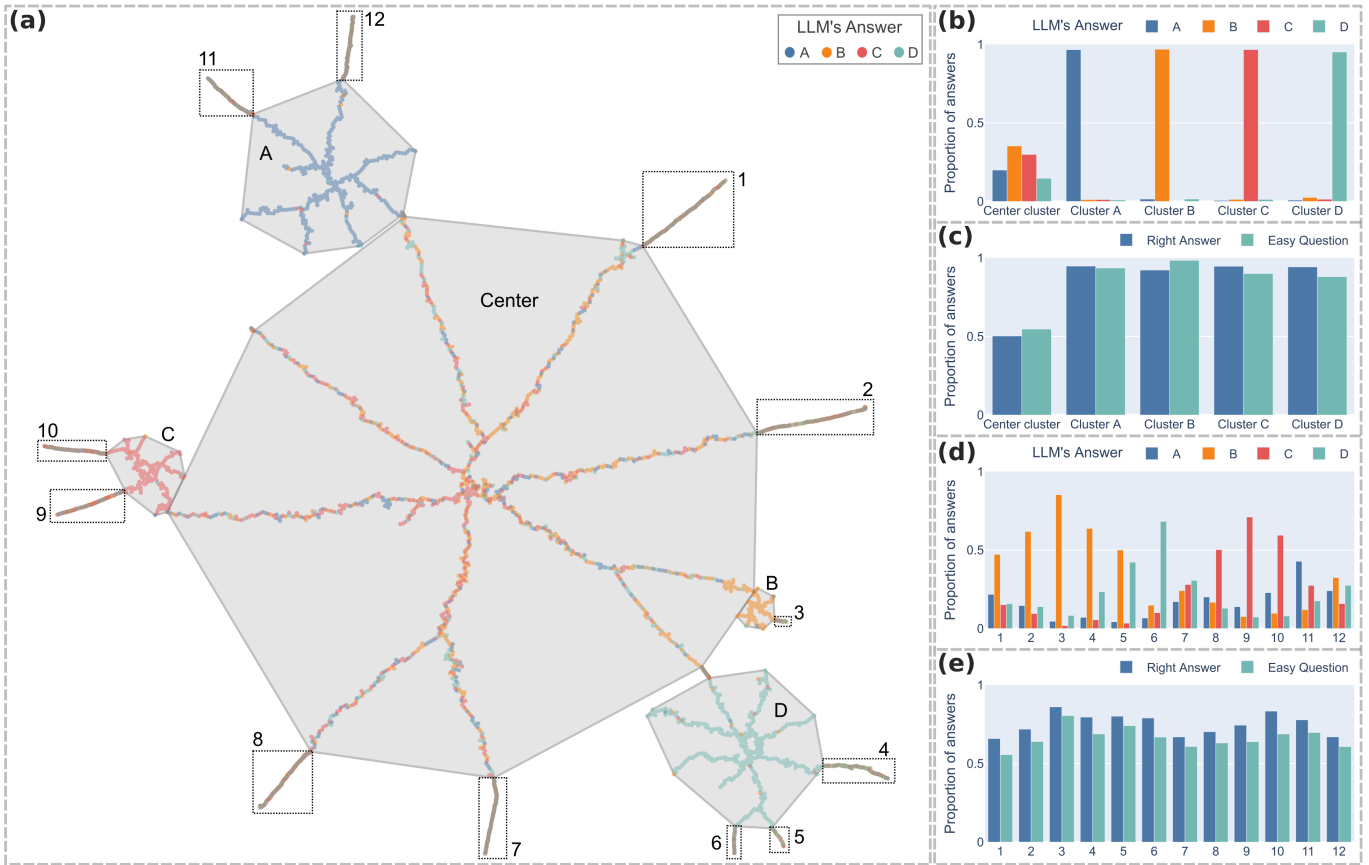 (a)
12
11
LLM's Answer
A B C D
A
1
Center
2
10
C
9
B
3
D
8
4
7
6
5
(b)
LLM's Answer A B C D
Proportion of answers
1
0.5
0
Center cluster Cluster A Cluster B Cluster C Cluster D
(c)
Right Answer Easy Question
Proportion of answers
1
0.5
0
Center cluster Cluster A Cluster B Cluster C Cluster D
(d)
LLM's Answer A B C D
Proportion of answers
1
0.5
0
1 2 3 4 5 6 7 8 9 10 11 12
(e)
Right Answer Easy Question
Proportion of answers
1
0.5
0
1 2 3 4 5 6 7 8 9 10 11 12